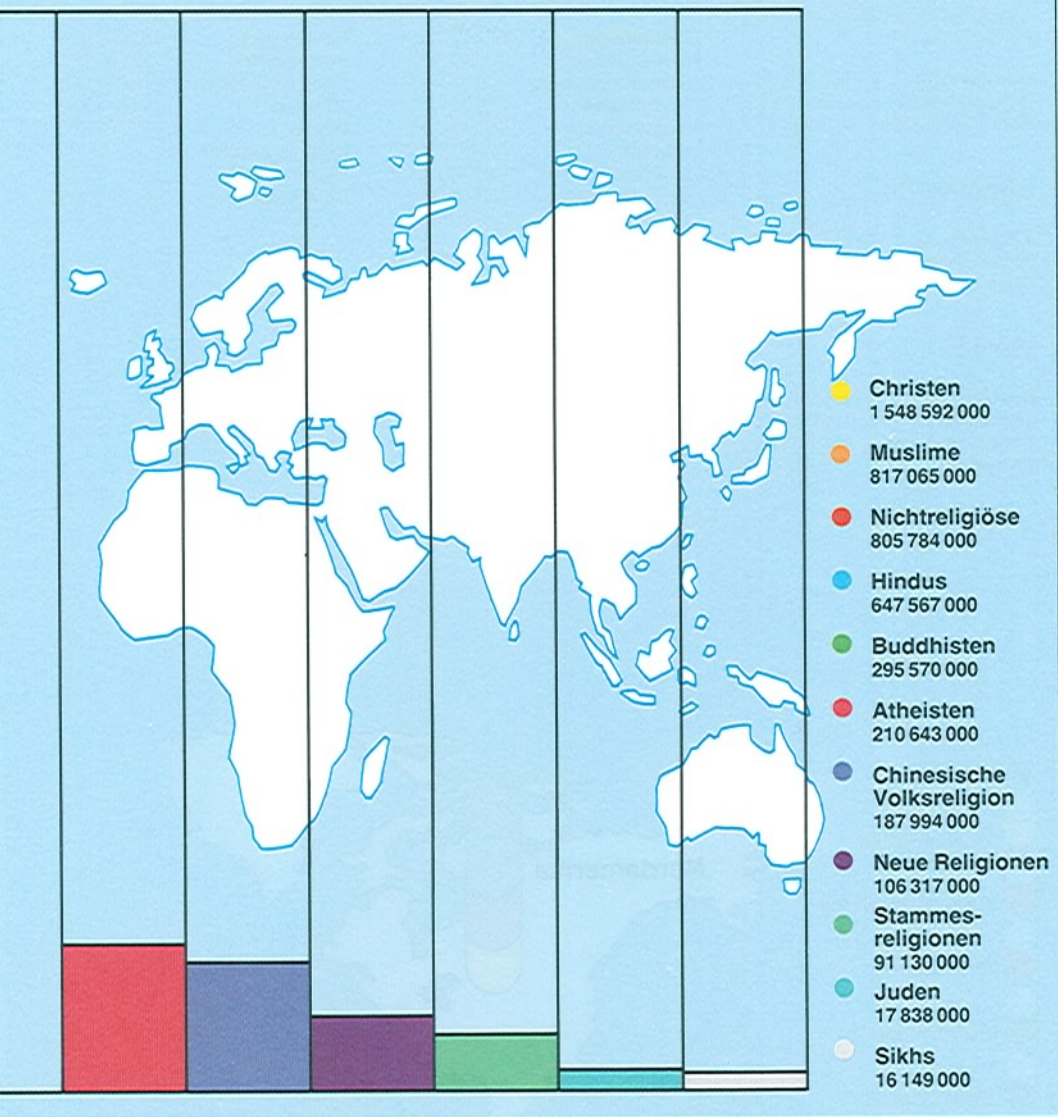 Christen
1 548 592 000
Muslime
817 065 000
Nichtreligiöse
805 784 000
Hindus
647 567 000
Buddhisten
295 570 000
Atheisten
210 643 000
Chinesische
Volksreligion
187 994 000
Neue Religionen
106 317 000
Stammes-
religionen
91 130 000
Juden
17 838 000
Sikhs
16 149 000